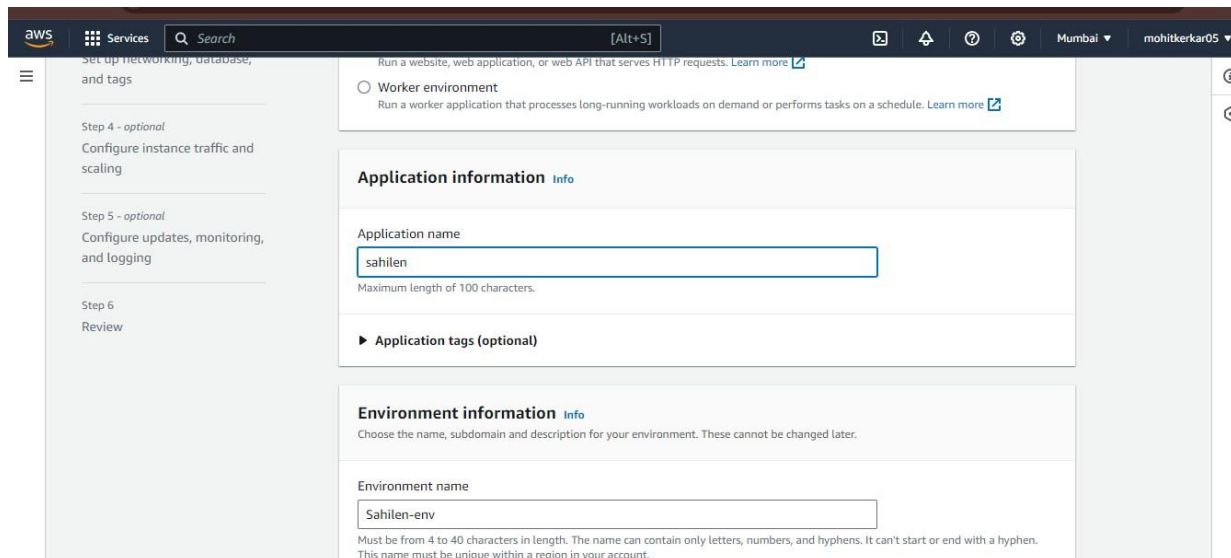 aws
Services
Search
[Alt+S]
Mumbai
mohitkerkar05
Set up networking, database,
and tags
Step 4 - optional
Configure instance traffic and
scaling
Step 5 - optional
Configure updates, monitoring,
and logging
Step 6
Review
Run a website, web application, or web API that serves HTTP requests. Learn more
Worker environment
Run a worker application that processes long-running workloads on demand or performs tasks on a schedule. Learn more
Application information Info
Application name
sahilen
Maximum length of 100 characters.
Application tags (optional)
Environment information Info
Choose the name, subdomain and description for your environment. These cannot be changed later.
Environment name
Sahilen-env
Must be from 4 to 40 characters in length. The name can contain only letters, numbers, and hyphens. It can't start or end with a hyphen.
This name must be unique within a region in your account.